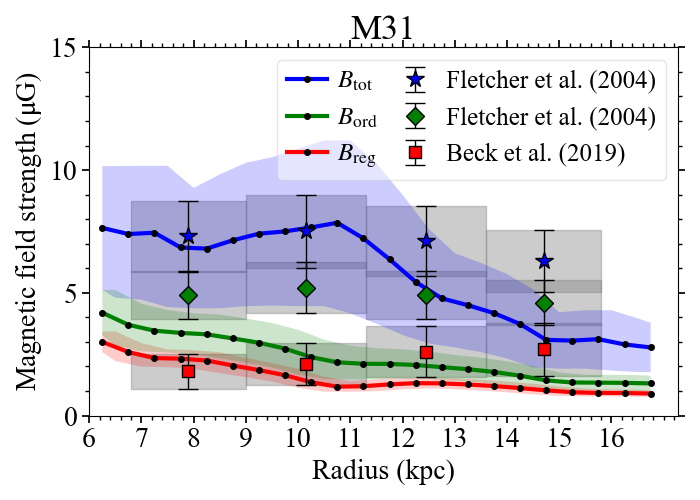 M31
Magnetic field strength (μG)
15
10
5
0
B_tot
B_ord
B_reg
Fletcher et al. (2004)
Fletcher et al. (2004)
Beck et al. (2019)
6 7 8 9 10 11 12 13 14 15 16
Radius (kpc)